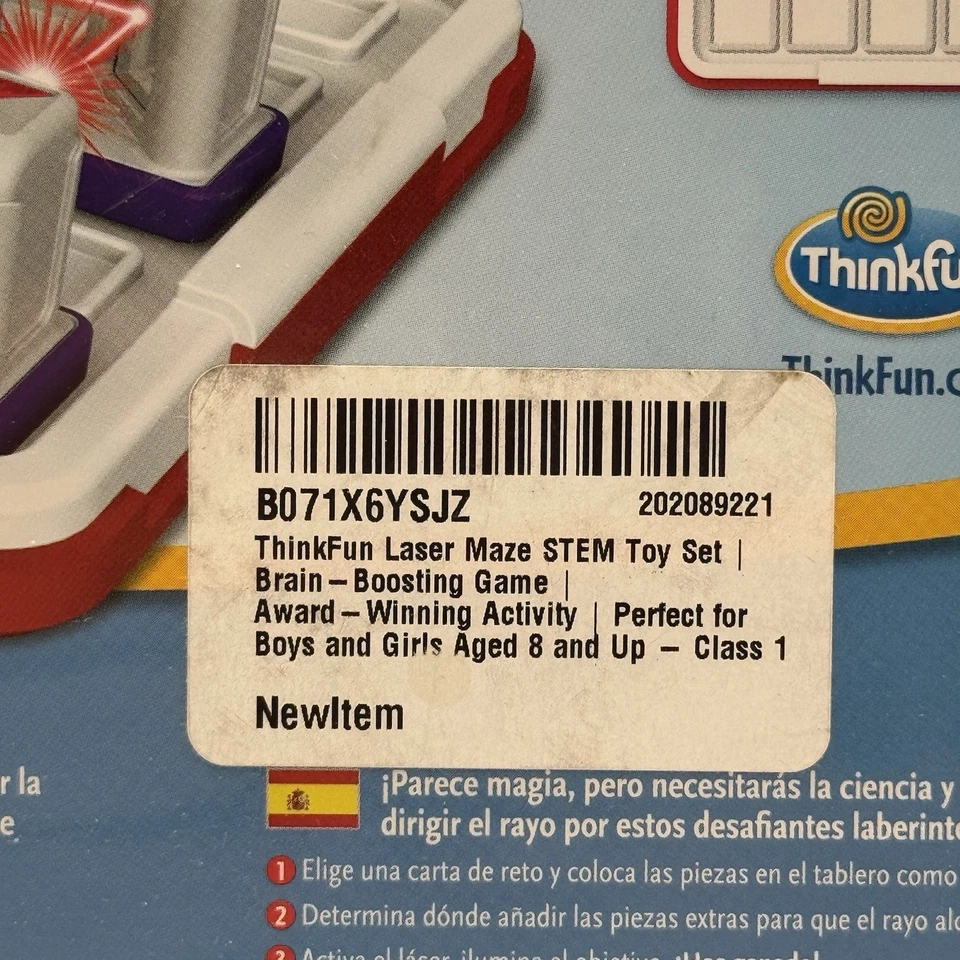 Thinkfu
ThinkFun.c
B071X6YSJZ 202089221
ThinkFun Laser Maze STEM Toy Set |
Brain–Boosting Game |
Award–Winning Activity | Perfect for
Boys and Girls Aged 8 and Up – Class 1
NewItem
r la
e
¡Parece magia, pero necesitarás la ciencia y
dirigir el rayo por estos desafiantes laberinto
1 Elige una carta de reto y coloca las piezas en el tablero como
2 Determina dónde añadir las piezas extras para que el rayo alc